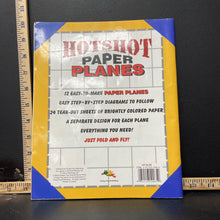 HOTSHOT
PAPER
PLANES
12 EASY-TO-MAKE PAPER PLANES
EASY STEP-BY-STEP DIAGRAMS TO FOLLOW
24 TEAR-OUT SHEETS OF BRIGHTLY COLORED PAPER
A SEPARATE DESIGN FOR EACH PLANE
EVERYTHING YOU NEED!
JUST FOLD AND FLY!